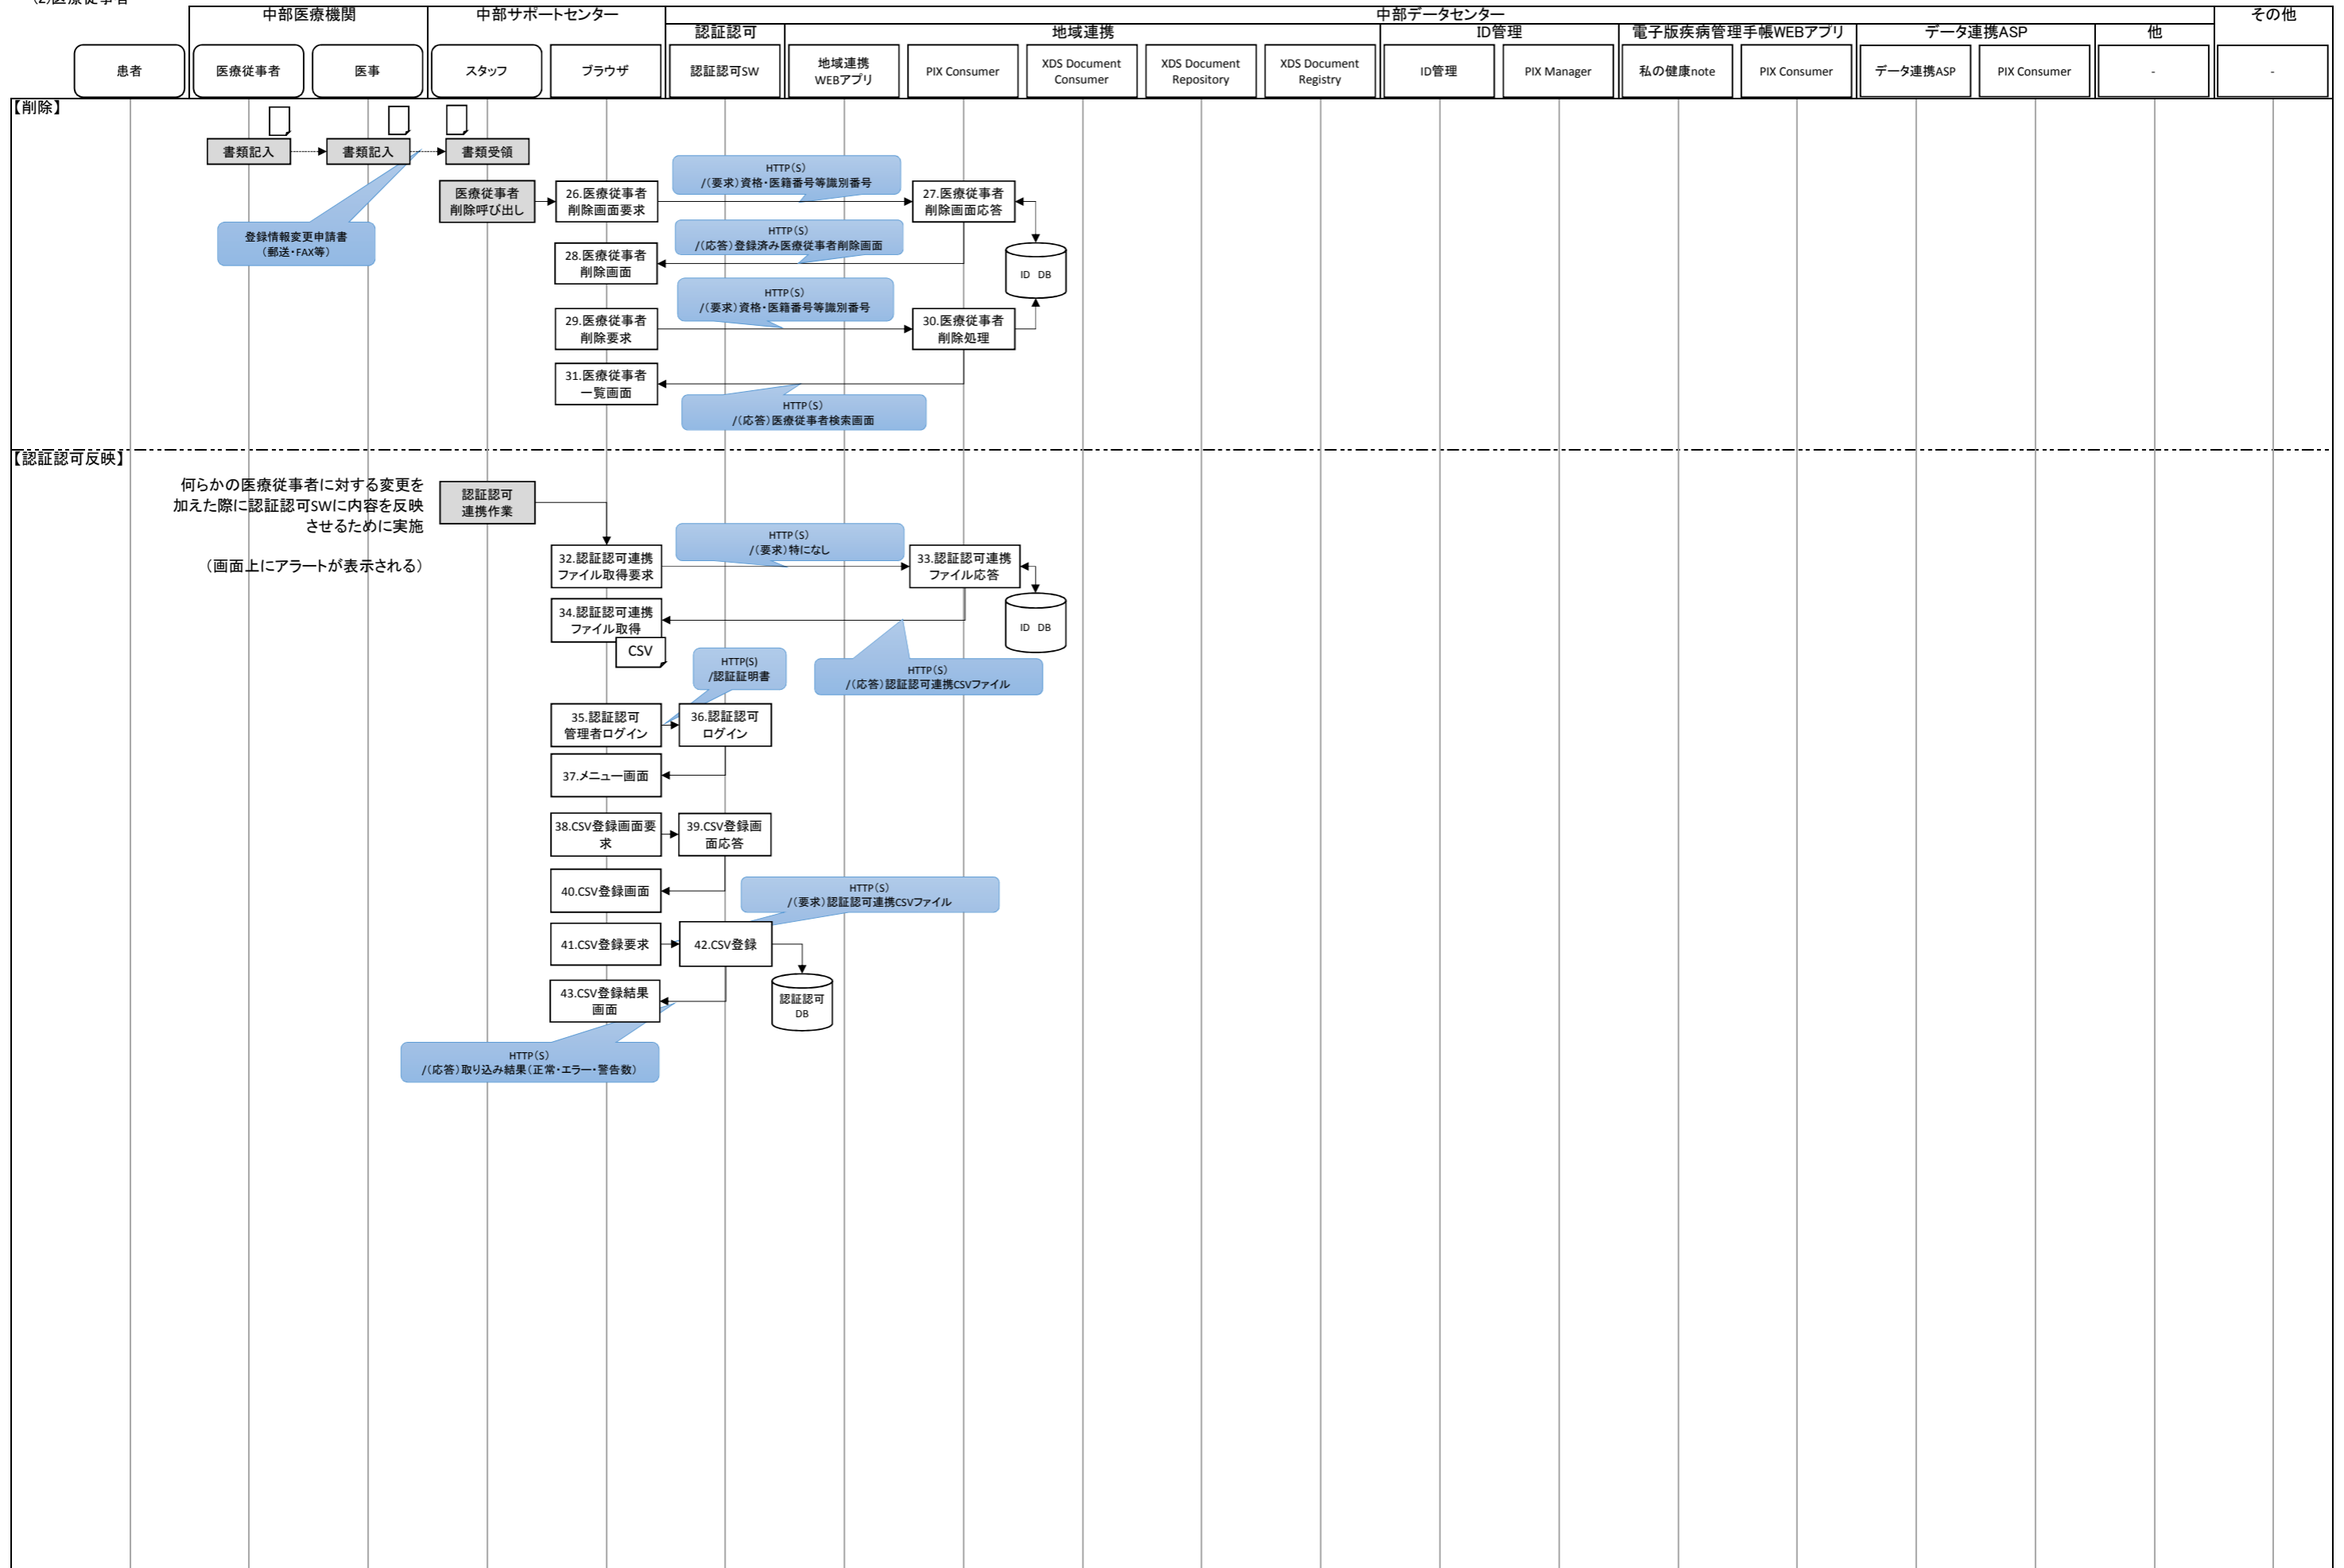 (2)医療従事者
中部医療機関
中部サポートセンター
中部データセンター
その他
認証認可
地域連携
ID管理
電子版疾病管理手帳WEBアプリ
データ連携ASP
他
患者
医療従事者
医事
スタッフ
ブラウザ
認証認可SW
地域連携
WEBアプリ
PIX Consumer
XDS Document
Consumer
XDS Document
Repository
XDS Document
Registry
ID管理
PIX Manager
私の健康note
PIX Consumer
データ連携ASP
PIX Consumer
-
-
【削除】
書類記入
書類記入
書類受領
登録情報変更申請書
（郵送・FAX等）
医療従事者
削除呼び出し
26.医療従事者
削除画面要求
HTTP（S）
/（要求）資格・医籍番号等識別番号
27.医療従事者
削除画面応答
HTTP（S）
/（応答）登録済み医療従事者削除画面
28.医療従事者
削除画面
ID DB
HTTP（S）
/（要求）資格・医籍番号等識別番号
29.医療従事者
削除要求
30.医療従事者
削除処理
31.医療従事者
一覧画面
HTTP（S）
/（応答）医療従事者検索画面
【認証認可反映】
何らかの医療従事者に対する変更を
加えた際に認証認可SWに内容を反映
させるために実施
（画面上にアラートが表示される）
認証認可
連携作業
32.認証認可連携
ファイル取得要求
HTTP（S）
/（要求）特になし
33.認証認可連携
ファイル応答
34.認証認可連携
ファイル取得
CSV
ID DB
HTTP(S)
/認証証明書
HTTP（S）
/（応答）認証認可連携CSVファイル
35.認証認可
管理者ログイン
36.認証認可
ログイン
37.メニュー画面
38.CSV登録画面要
求
39.CSV登録画
面応答
40.CSV登録画面
HTTP（S）
/（要求）認証認可連携CSVファイル
41.CSV登録要求
42.CSV登録
43.CSV登録結果
画面
認証認可
DB
HTTP（S）
/（応答）取り込み結果（正常・エラー・警告数）